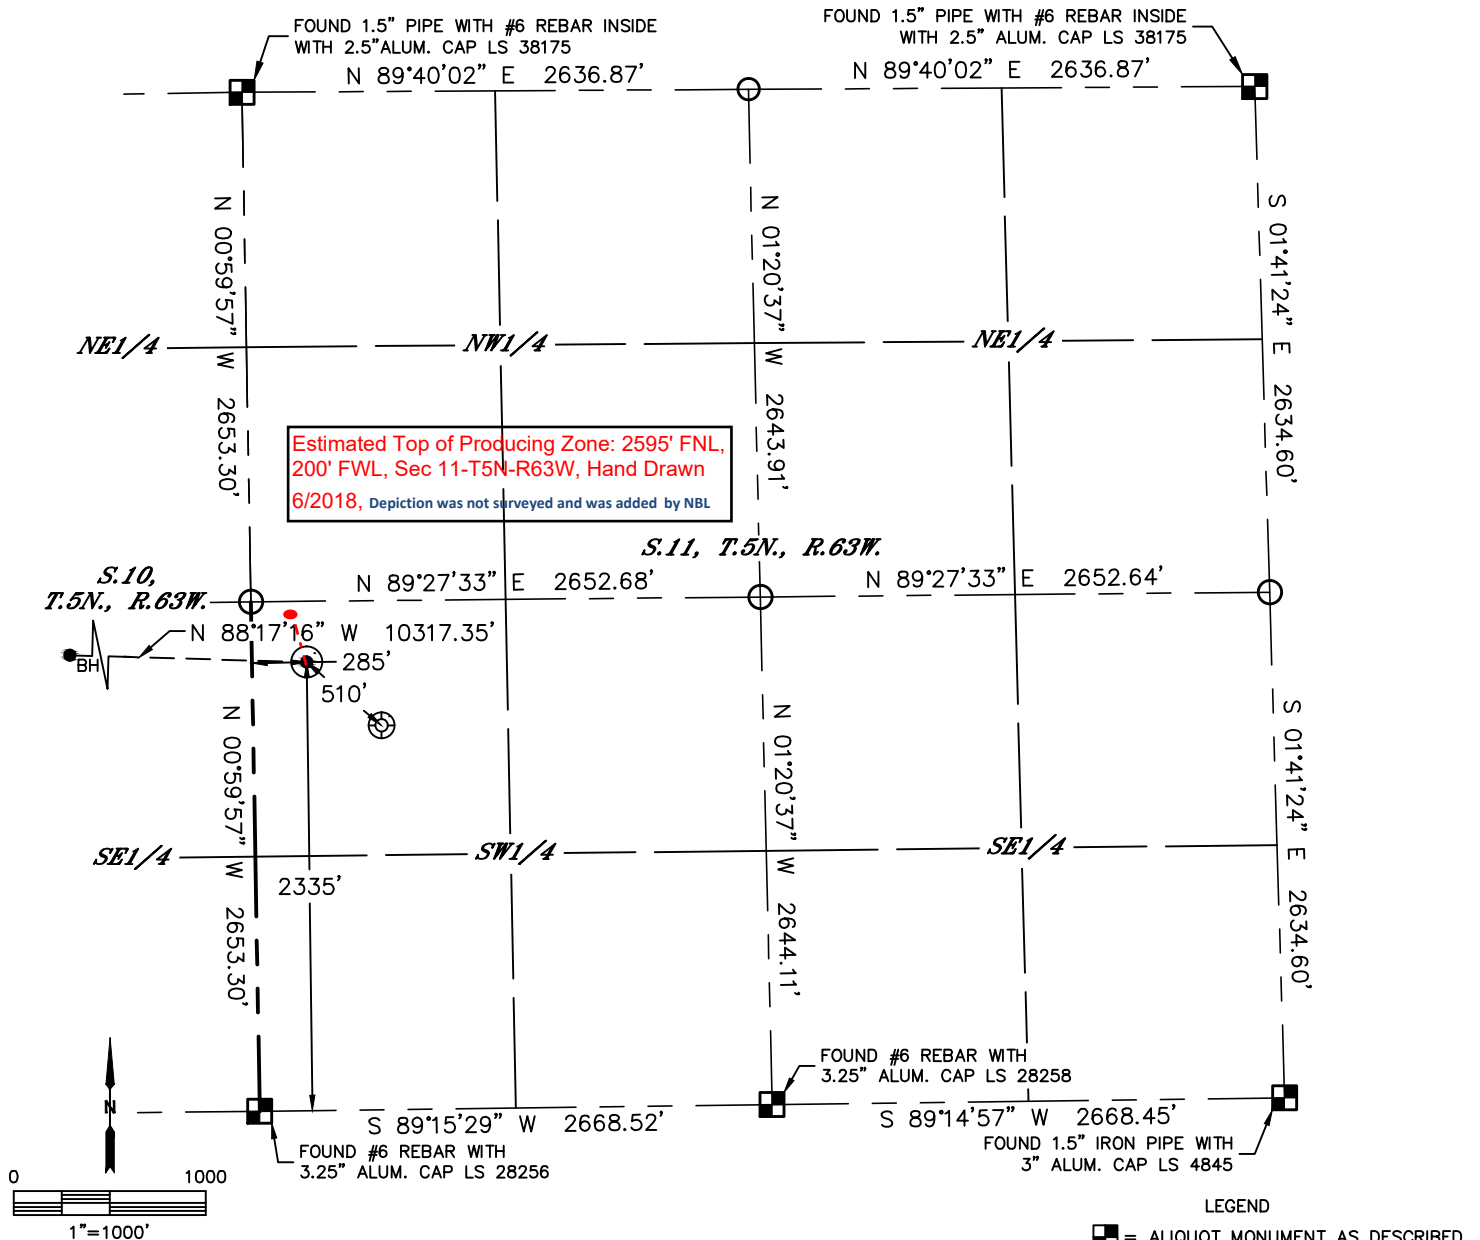 FOUND 1.5" PIPE WITH #6 REBAR INSIDE
WITH 2.5"ALUM. CAP LS 38175
FOUND 1.5" PIPE WITH #6 REBAR INSIDE
WITH 2.5" ALUM. CAP LS 38175
N 89°40'02" E 2636.87'
N 89°40'02" E 2636.87'
N 00°59'57" W 2653.30'
N 01°20'37" W 2643.91'
S 01°41'24" E 2634.60'
NE1/4
NW1/4
NE1/4
Estimated Top of Producing Zone: 2595' FNL,
200' FWL, Sec 11-T5N-R63W, Hand Drawn
6/2018, Depiction was not surveyed and was added by NBL
S.11, T.5N., R.63W.
S.10,
T.5N., R.63W.
N 89°27'33" E 2652.68'
N 89°27'33" E 2652.64'
N 88°17'16" W 10317.35'
BH
285'
510'
N 00°59'57" W 2653.30'
N 01°20'37" W 2644.11'
S 01°41'24" E 2634.60'
SE1/4
SW1/4
SE1/4
2335'
FOUND #6 REBAR WITH
3.25" ALUM. CAP LS 28258
S 89°15'29" W 2668.52'
S 89°14'57" W 2668.45'
FOUND #6 REBAR WITH
3.25" ALUM. CAP LS 28256
FOUND 1.5" IRON PIPE WITH
3" ALUM. CAP LS 4845
N
0 1000
1"=1000'
LEGEND
= ALIQUOT MONUMENT AS DESCRIBED